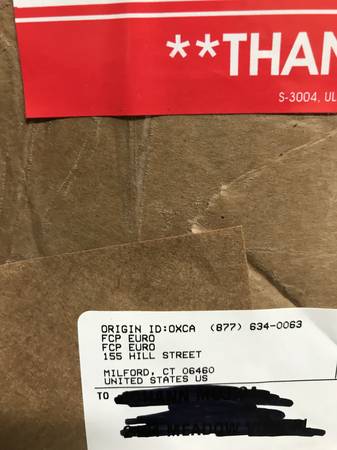 **THAN
S-3004, UL
ORIGIN ID:OXCA (877) 634-0063
FCP EURO
FCP EURO
155 HILL STREET
MILFORD, CT 06460
UNITED STATES US
TO
MEADOW